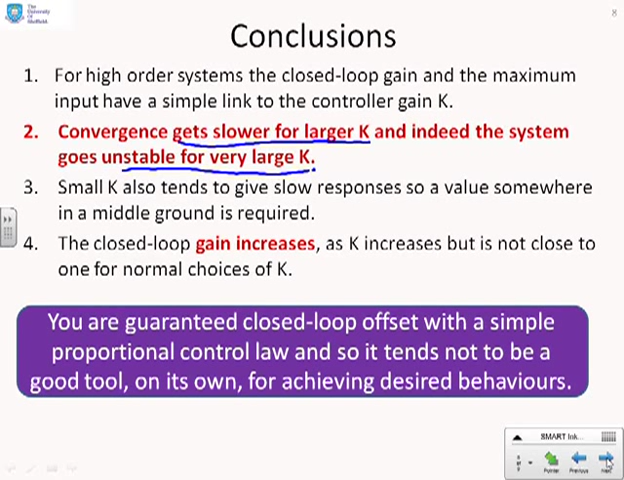 The
University
Of
Sheffield.
8
Conclusions
1. For high order systems the closed-loop gain and the maximum
input have a simple link to the controller gain K.
2. Convergence gets slower for larger K and indeed the system
goes unstable for very large K.
3. Small K also tends to give slow responses so a value somewhere
in a middle ground is required.
4. The closed-loop gain increases, as K increases but is not close to
one for normal choices of K.
You are guaranteed closed-loop offset with a simple
proportional control law and so it tends not to be a
good tool, on its own, for achieving desired behaviours.
SMART Ink...
Pointer Previous Next